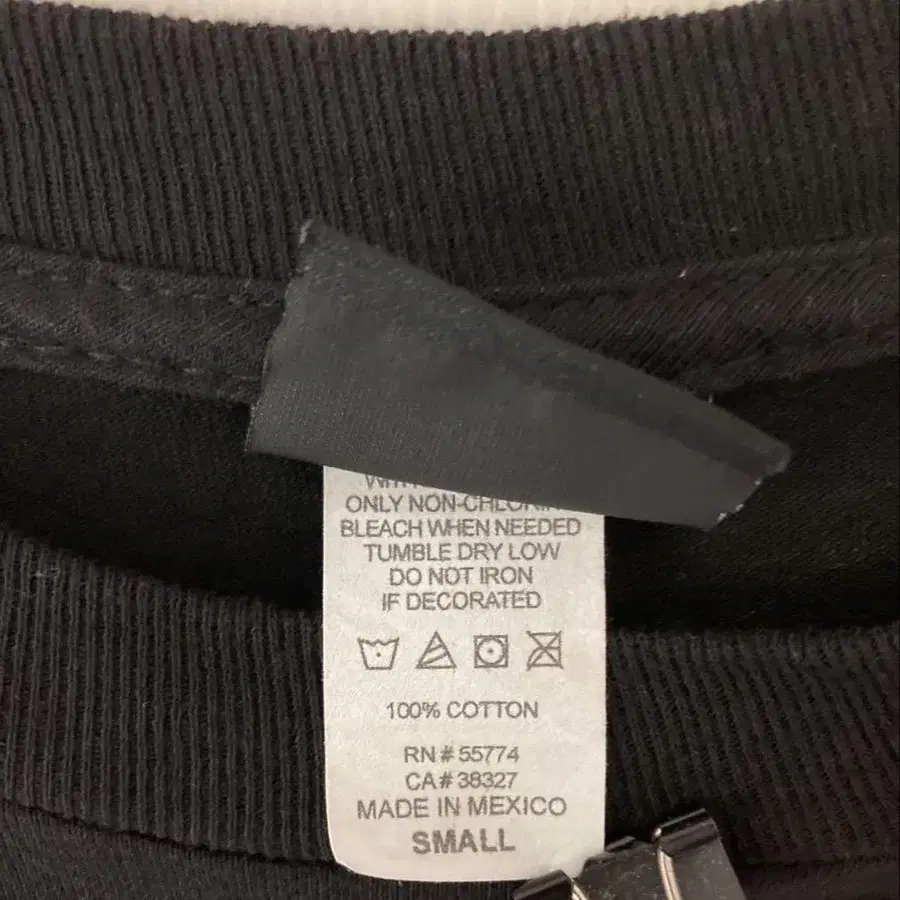 ONLY NON-CHLORINE
BLEACH WHEN NEEDED
TUMBLE DRY LOW
DO NOT IRON
IF DECORATED
100% COTTON
RN # 55774
CA# 38327
MADE IN MEXICO
SMALL